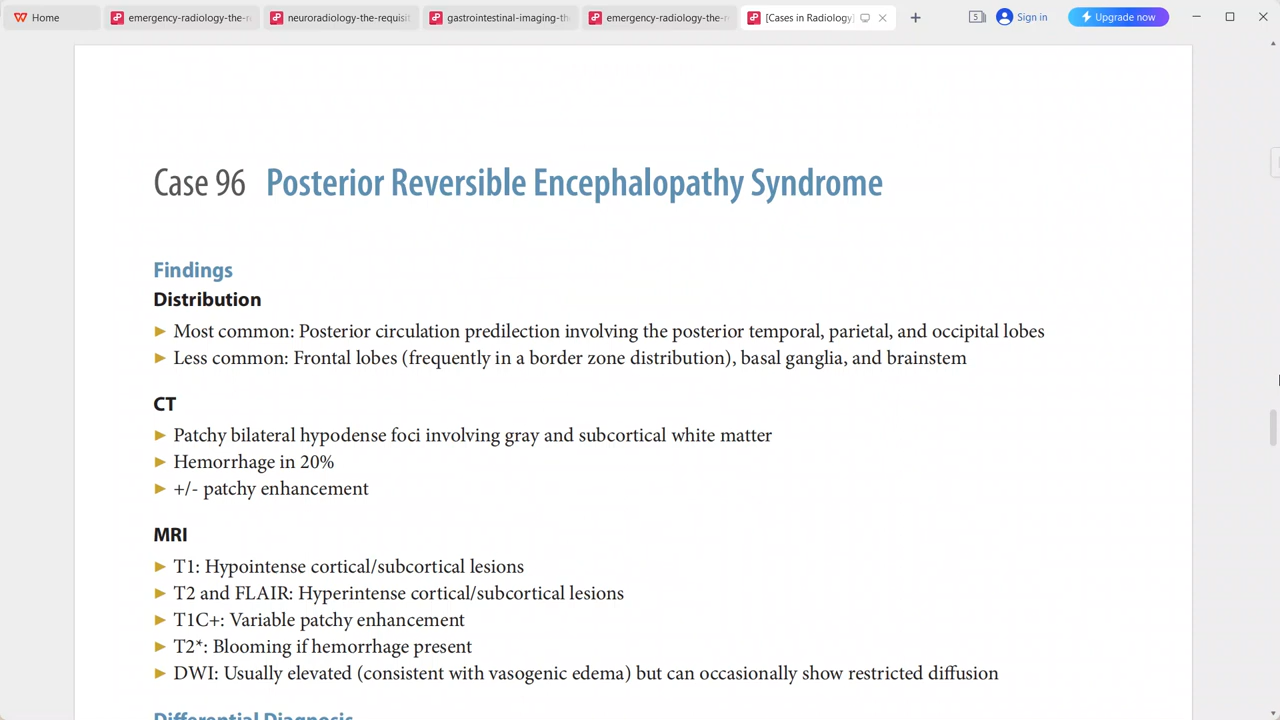 Home
emergency-radiology-the-r
neuroradiology-the-requisit
gastrointestinal-imaging-th
emergency-radiology-the-r
[Cases in Radiology]
5
Sign in
Upgrade now
Case 96 Posterior Reversible Encephalopathy Syndrome
Findings
Distribution
► Most common: Posterior circulation predilection involving the posterior temporal, parietal, and occipital lobes
► Less common: Frontal lobes (frequently in a border zone distribution), basal ganglia, and brainstem
CT
► Patchy bilateral hypodense foci involving gray and subcortical white matter
► Hemorrhage in 20%
► +/- patchy enhancement
MRI
► T1: Hypointense cortical/subcortical lesions
► T2 and FLAIR: Hyperintense cortical/subcortical lesions
► T1C+: Variable patchy enhancement
► T2*: Blooming if hemorrhage present
► DWI: Usually elevated (consistent with vasogenic edema) but can occasionally show restricted diffusion
Differential Diagnosis